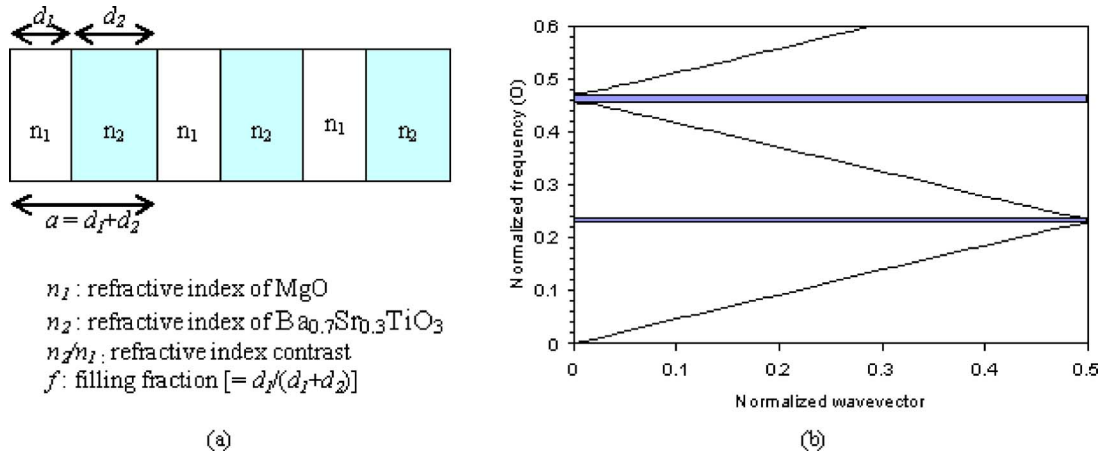 d₁ d₂
n₁ n₂ n₁ n₂ n₁ n₂
a = d₁+d₂
n₁ : refractive index of MgO
n₂ : refractive index of Ba₀.₇Sr₀.₃TiO₃
n₂/n₁ : refractive index contrast
f : filling fraction [= d₁/(d₁+d₂)]
(a)
Normalized frequency (O)
0.6
0.5
0.4
0.3
0.2
0.1
0
0 0.1 0.2 0.3 0.4 0.5
Normalized wavevector
(b)